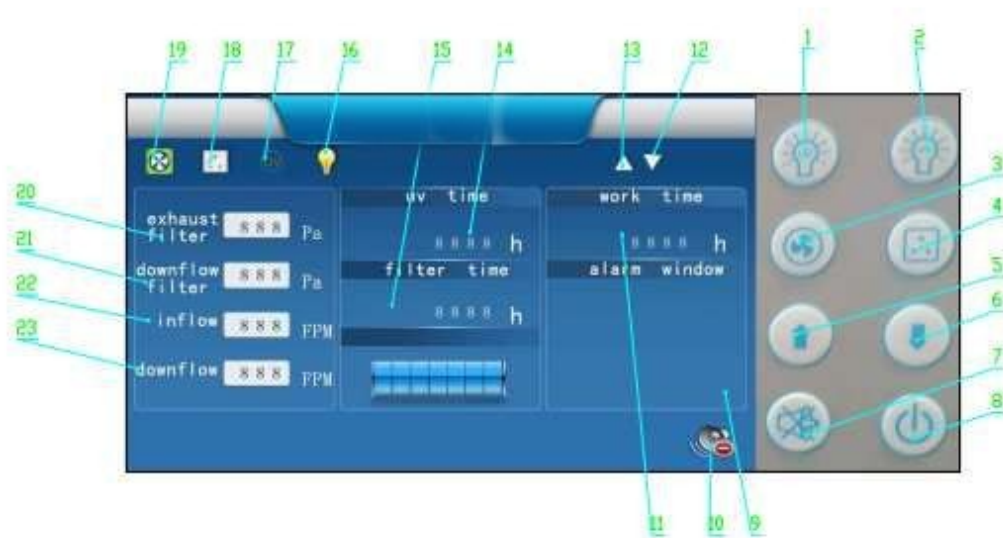 19 18 17 16 15 14 13 12 1 2
3
20
4
uv time
work time
exhaust
filter
888 Pa
8888 h
8888 h
21
5
downflow
filter
888 Pa
filter time
alarm window
22
6
inflow
888 FPM
8888 h
23
7
downflow
888 FPM
8
11 10 9